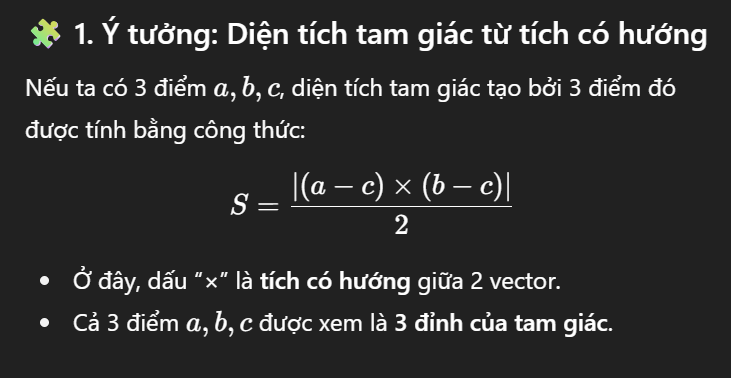 🧩 1. Ý tưởng: Diện tích tam giác từ tích có hướng
Nếu ta có 3 điểm a, b, c, diện tích tam giác tạo bởi 3 điểm đó
được tính bằng công thức:
S = |(a − c) × (b − c)| / 2
• Ở đây, dấu “×” là tích có hướng giữa 2 vector.
• Cả 3 điểm a, b, c được xem là 3 đỉnh của tam giác.